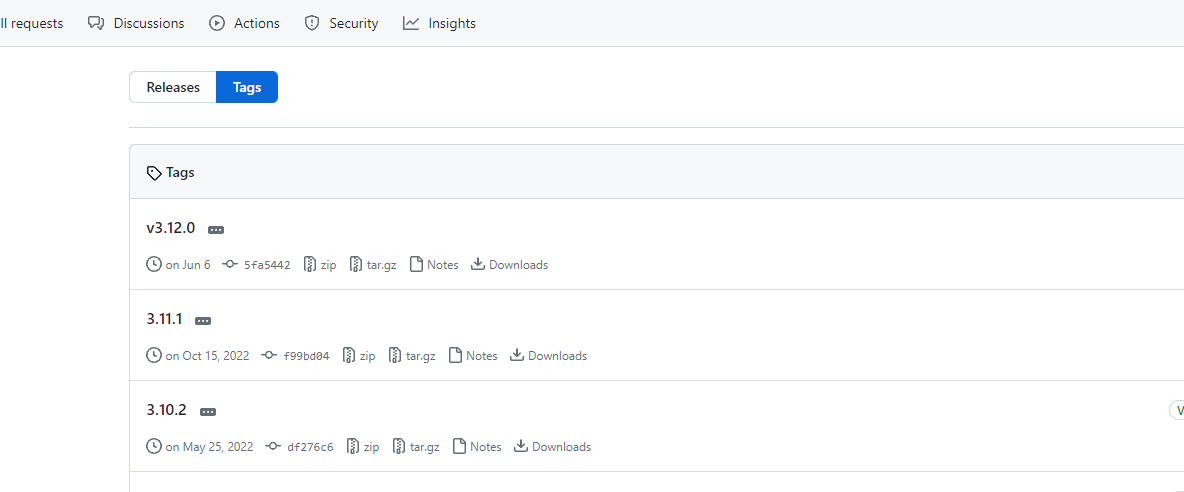 ll requests Discussions Actions Security Insights
Releases Tags
Tags
v3.12.0
on Jun 6 5fa5442 zip tar.gz Notes Downloads
3.11.1
on Oct 15, 2022 f99bd04 zip tar.gz Notes Downloads
3.10.2
V
on May 25, 2022 df276c6 zip tar.gz Notes Downloads